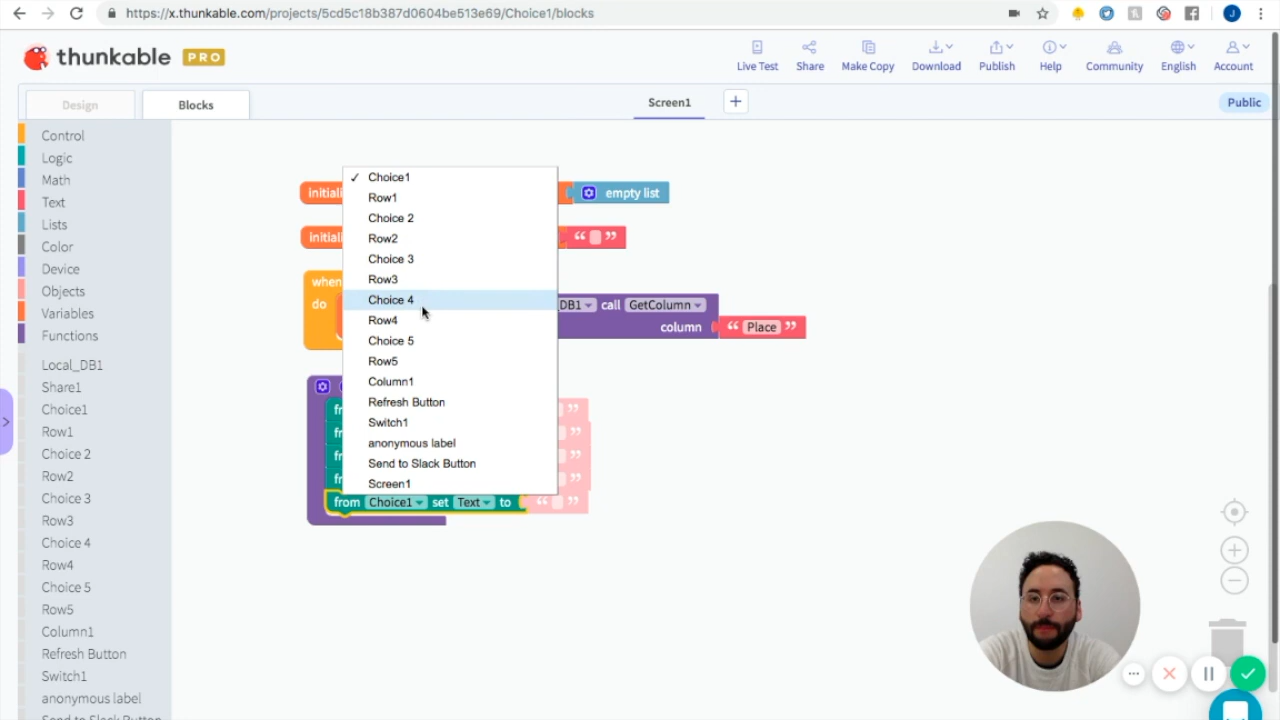 https://x.thunkable.com/projects/5cd5c18b387d0604be513e69/Choice1/blocks
thunkable PRO
Live Test
Share
Make Copy
Download
Publish
Help
Community
English
Account
Design
Blocks
Screen1
Public
Control
Logic
Math
Text
Lists
Color
Device
Objects
Variables
Functions
Local_DB1
Share1
Choice1
Row1
Choice 2
Row2
Choice 3
Row3
Choice 4
Row4
Choice 5
Row5
Column1
Refresh Button
Switch1
anonymous label
Send to Slack Button
✓ Choice1
Row1
Choice 2
Row2
Choice 3
Row3
Choice 4
Row4
Choice 5
Row5
Column1
Refresh Button
Switch1
anonymous label
Send to Slack Button
Screen1
empty list
“ ”
when
do
DB1 call GetColumn
column “ Place ”
from Choice1 set Text to “ ”